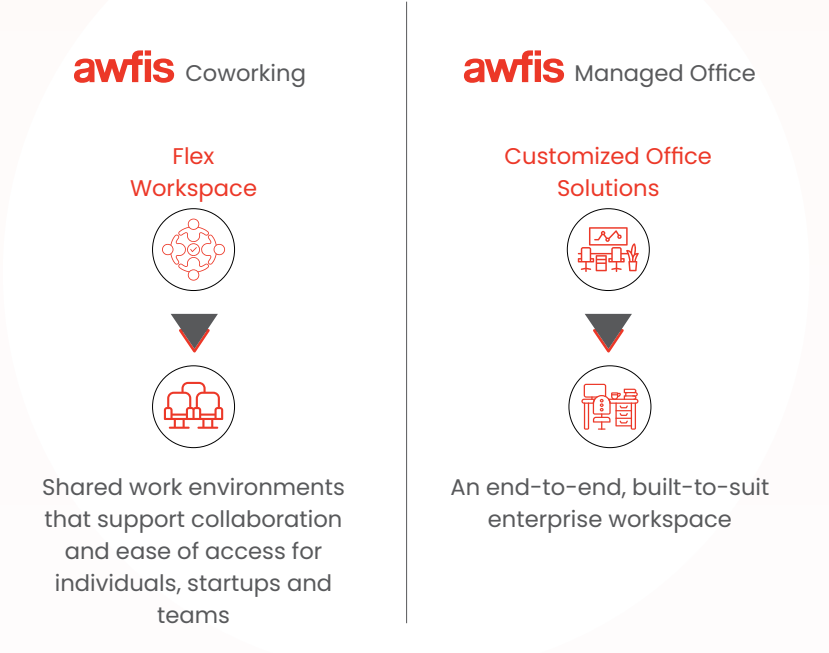 awfis Coworking
Flex
Workspace
Shared work environments
that support collaboration
and ease of access for
individuals, startups and
teams
awfis Managed Office
Customized Office
Solutions
An end-to-end, built-to-suit
enterprise workspace